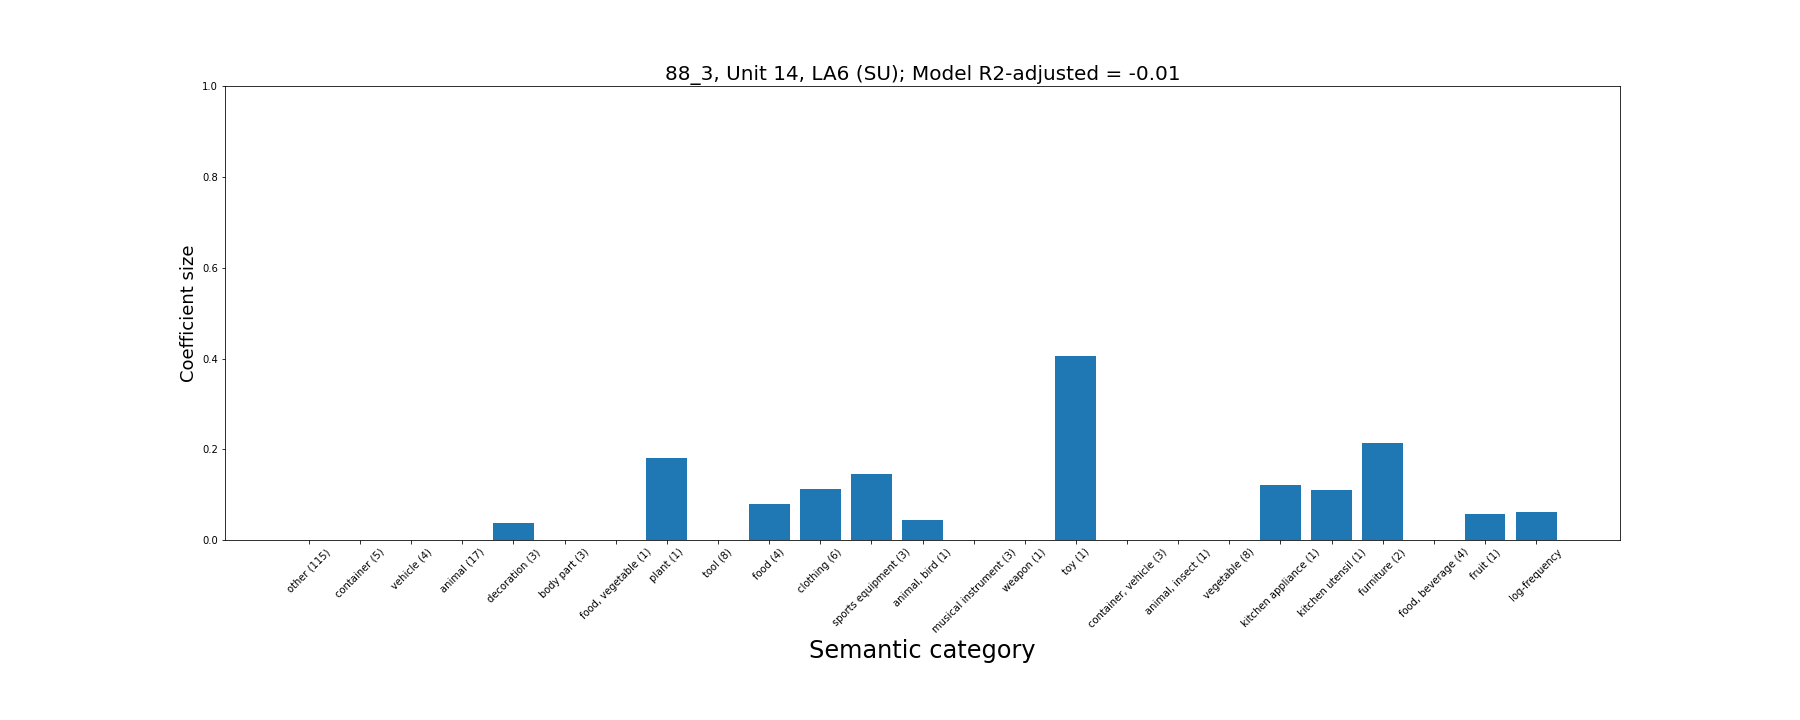 88_3, Unit 14, LA6 (SU); Model R2-adjusted = -0.01
1.0
0.8
0.6
0.4
0.2
0.0
Coefficient size
other (115)
container (5)
vehicle (4)
animal (17)
decoration (3)
body part (3)
food, vegetable (1)
plant (1)
tool (8)
food (4)
clothing (6)
sports equipment (3)
animal, bird (1)
musical instrument (3)
weapon (1)
toy (1)
container, vehicle (3)
animal, insect (1)
vegetable (8)
kitchen appliance (1)
kitchen utensil (1)
furniture (2)
food, beverage (4)
fruit (1)
log-frequency
Semantic category